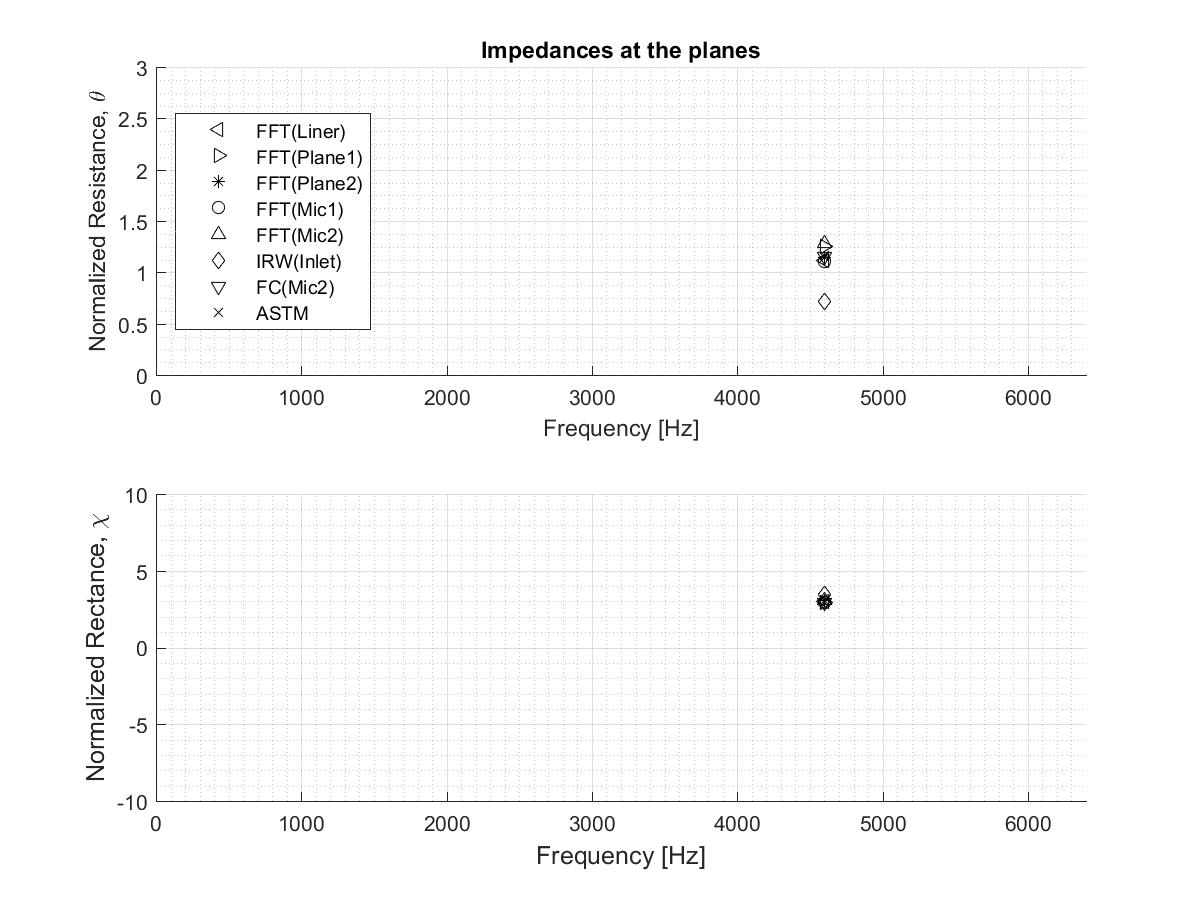 Impedances at the planes
Normalized Resistance, θ
3
2.5
2
1.5
1
0.5
0
FFT(Liner)
FFT(Plane1)
FFT(Plane2)
FFT(Mic1)
FFT(Mic2)
IRW(Inlet)
FC(Mic2)
ASTM
0 1000 2000 3000 4000 5000 6000
Frequency [Hz]
Normalized Rectance, χ
10
5
0
-5
-10
0 1000 2000 3000 4000 5000 6000
Frequency [Hz]